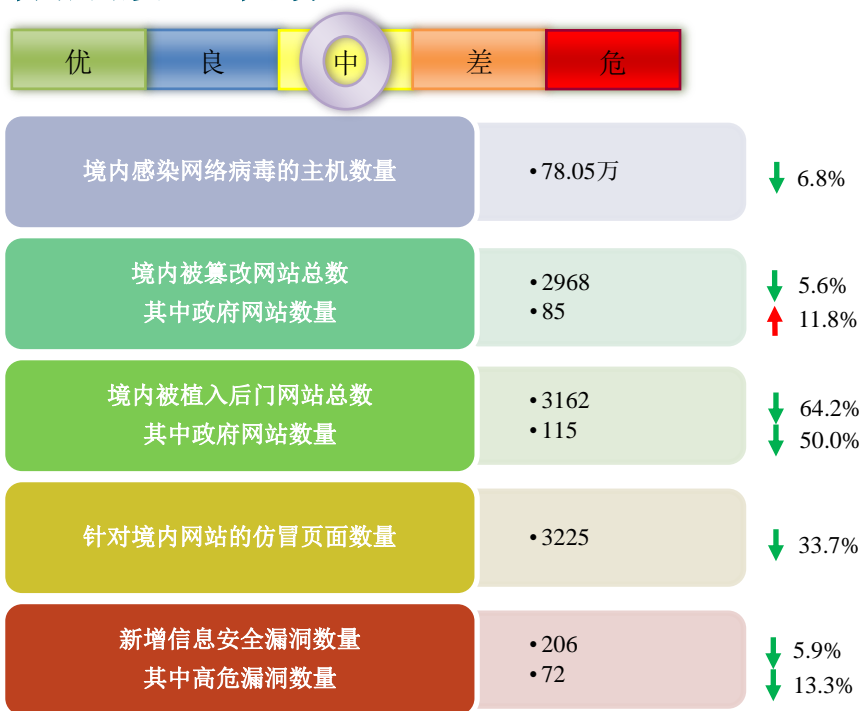 优 良 中 差 危
境内感染网络病毒的主机数量 •78.05万 6.8%
境内被篡改网站总数 •2968 5.6%
其中政府网站数量 •85 11.8%
境内被植入后门网站总数 •3162 64.2%
其中政府网站数量 •115 50.0%
针对境内网站的仿冒页面数量 •3225 33.7%
新增信息安全漏洞数量 •206 5.9%
其中高危漏洞数量 •72 13.3%